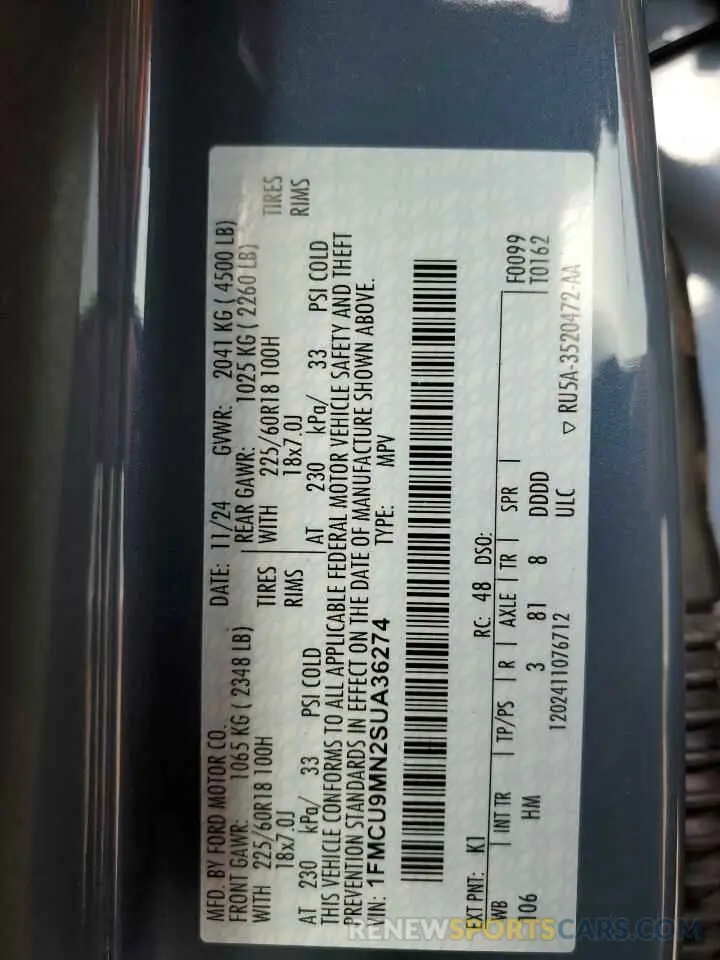 MFD. BY FORD MOTOR CO. DATE: 11/24 GVWR: 2041 KG ( 4500 LB)
FRONT GAWR: 1065 KG ( 2348 LB) REAR GAWR: 1025 KG ( 2260 LB)
WITH 225/60R18 100H TIRES WITH 225/60R18 100H TIRES
18x7.0J RIMS 18x7.0J RIMS
AT 230 kPa/ 33 PSI COLD AT 230 kPa/ 33 PSI COLD
THIS VEHICLE CONFORMS TO ALL APPLICABLE FEDERAL MOTOR VEHICLE SAFETY AND THEFT
PREVENTION STANDARDS IN EFFECT ON THE DATE OF MANUFACTURE SHOWN ABOVE.
VIN: 1FMCU9MN2SUA36274 TYPE: MPV
EXT PNT: K1 RC: 48 DSO: F0099
WB INT TR TP/PS R AXLE TR SPR T0162
106 HM 3 81 8 DDDD
1202411076712 ULC ▽ RU5A-3520472-AA
RENEWSPORTSCARS.COM